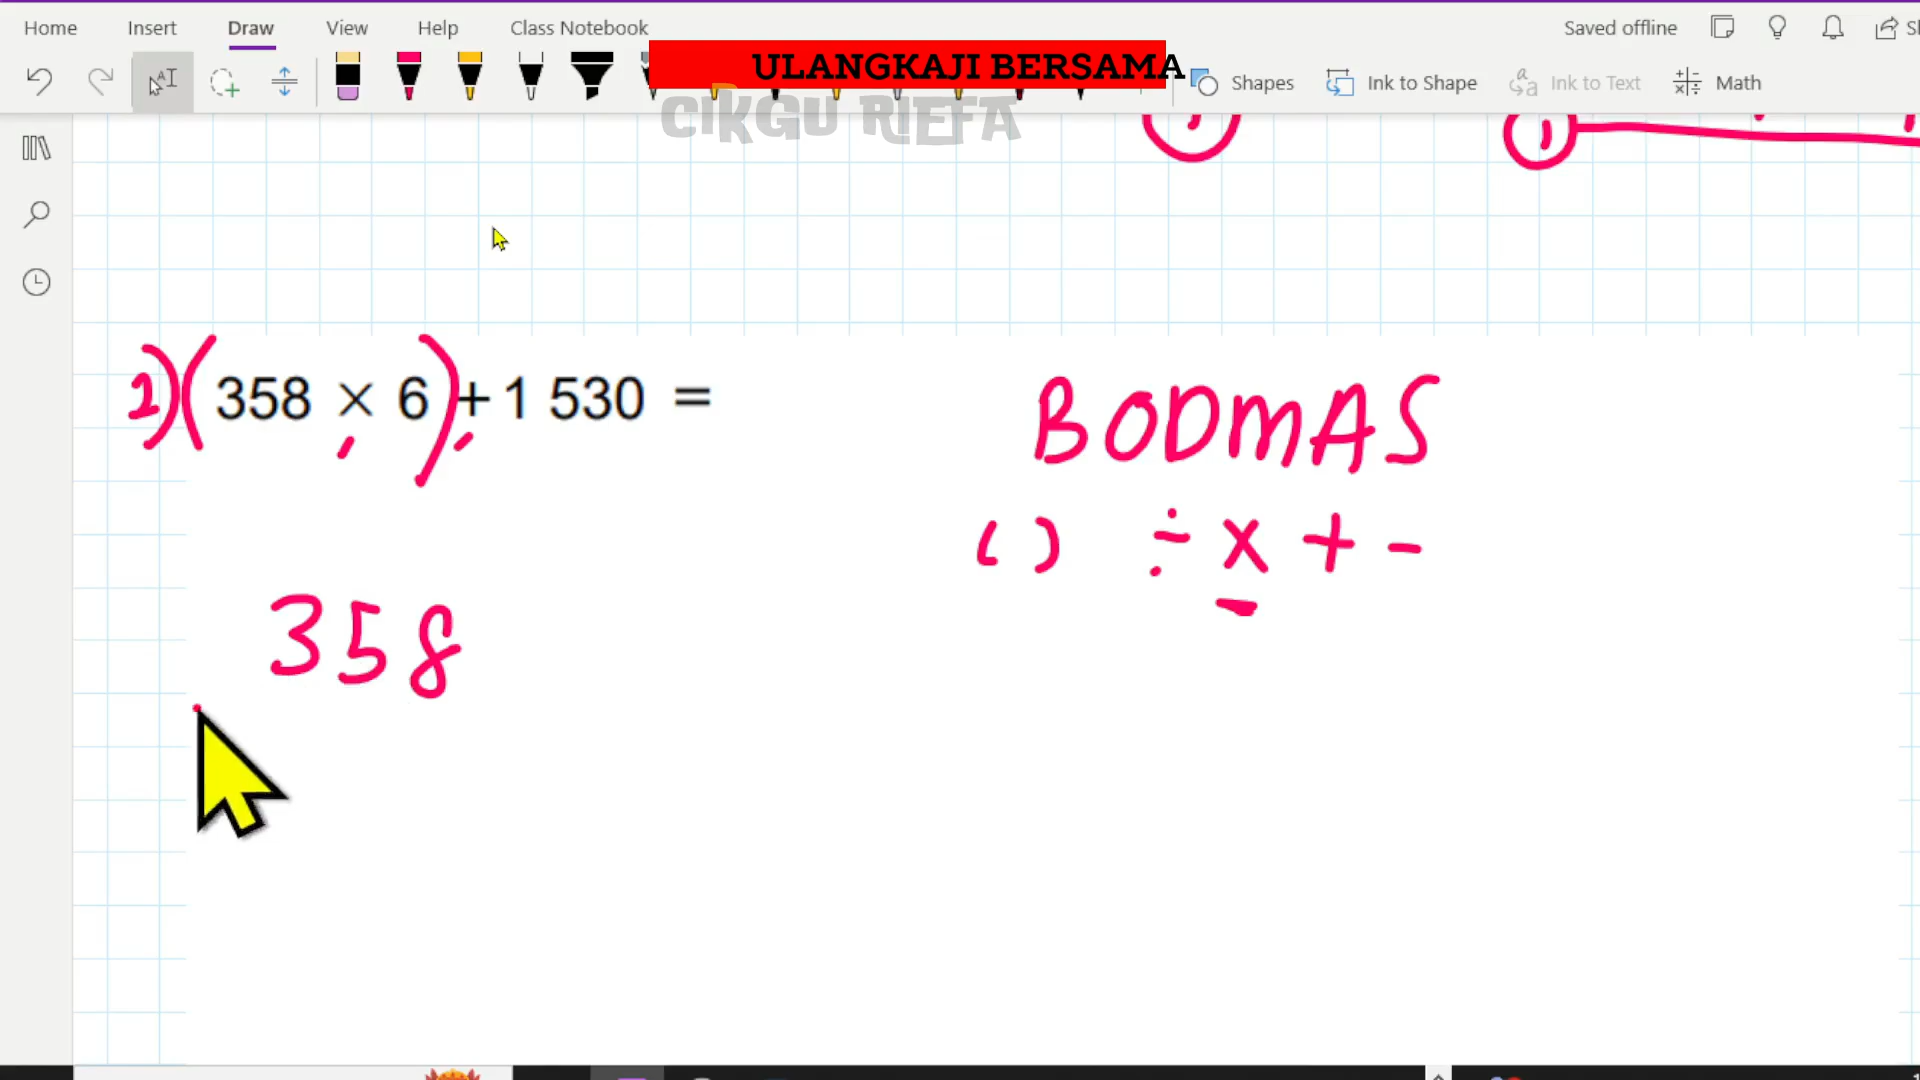 Home Insert Draw View Help Class Notebook Saved offline
ULANGKAJI BERSAMA
Shapes Ink to Shape Ink to Text Math
CIKGU RIEFA
2) (358 × 6) + 1 530 =
BODMAS
( ) ÷ × + -
358